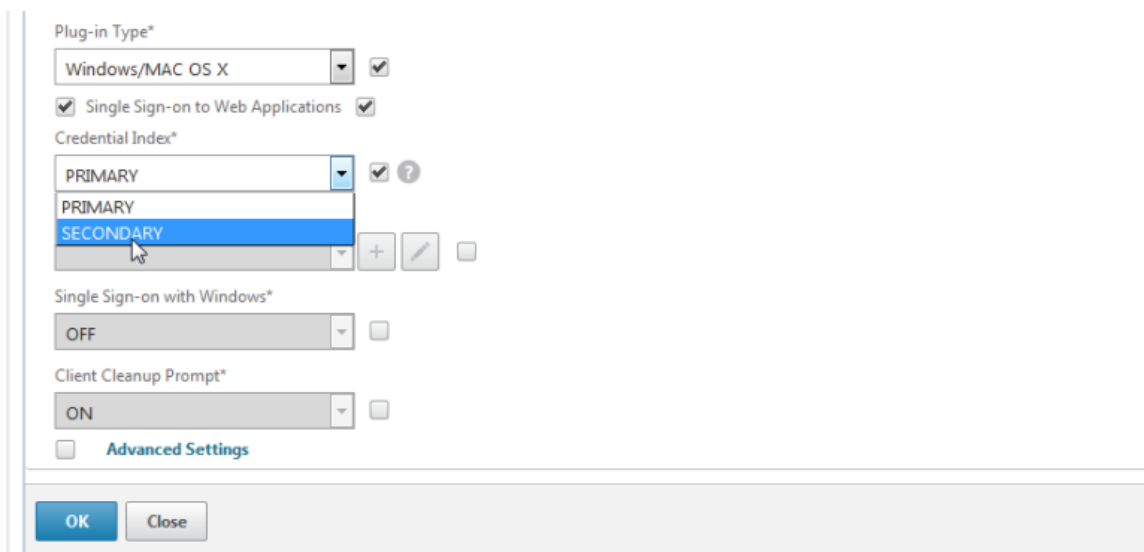 Plug-in Type*
Windows/MAC OS X
Single Sign-on to Web Applications
Credential Index*
PRIMARY
?
PRIMARY
SECONDARY
+
Single Sign-on with Windows*
OFF
Client Cleanup Prompt*
ON
Advanced Settings
OK Close